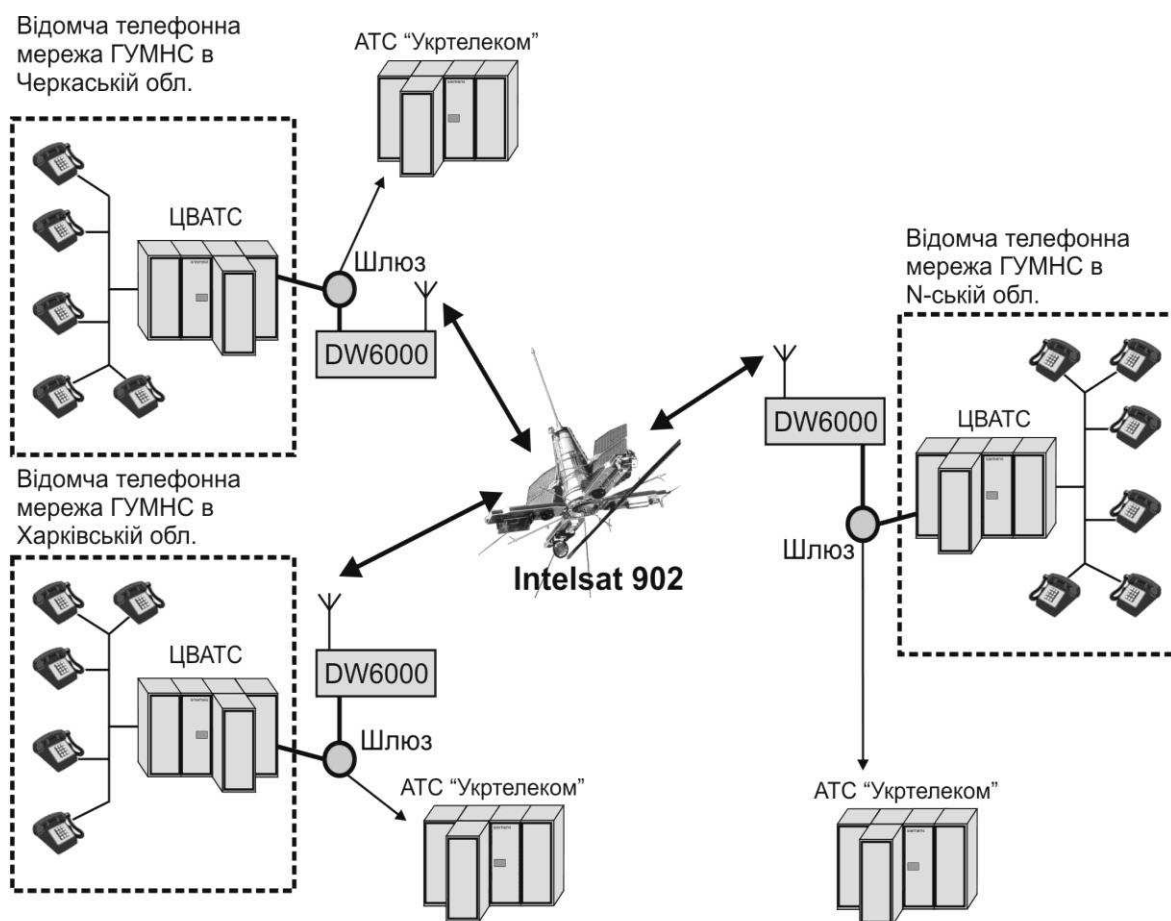 Відомча телефонна
мережа ГУМНС в
Черкаській обл.
АТС “Укртелеком”
ЦВАТС
Шлюз
DW6000
Відомча телефонна
мережа ГУМНС в
N-ській обл.
DW6000
ЦВАТС
Шлюз
Intelsat 902
Відомча телефонна
мережа ГУМНС в
Харківській обл.
ЦВАТС
DW6000
Шлюз
АТС “Укртелеком”
АТС “Укртелеком”